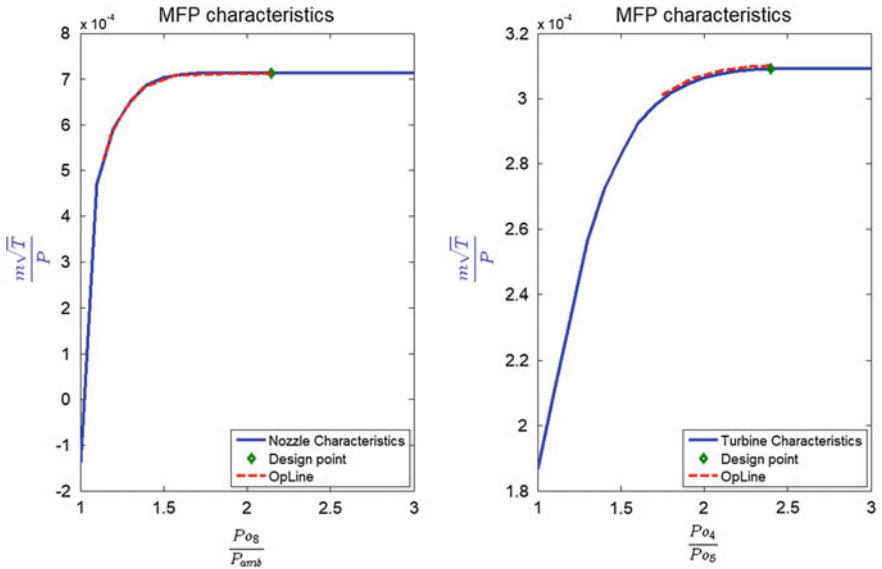 MFP characteristics
x 10⁻⁴
8
7
6
5
4
3
2
1
0
-1
-2
m√T
P
1
1.5
2
2.5
3
Po₈
P_amb
Nozzle Characteristics
Design point
OpLine
MFP characteristics
x 10⁻⁴
3.2
3
2.8
2.6
2.4
2.2
2
1.8
m√T
P
1
1.5
2
2.5
3
Po₄
Po₅
Turbine Characteristics
Design point
OpLine